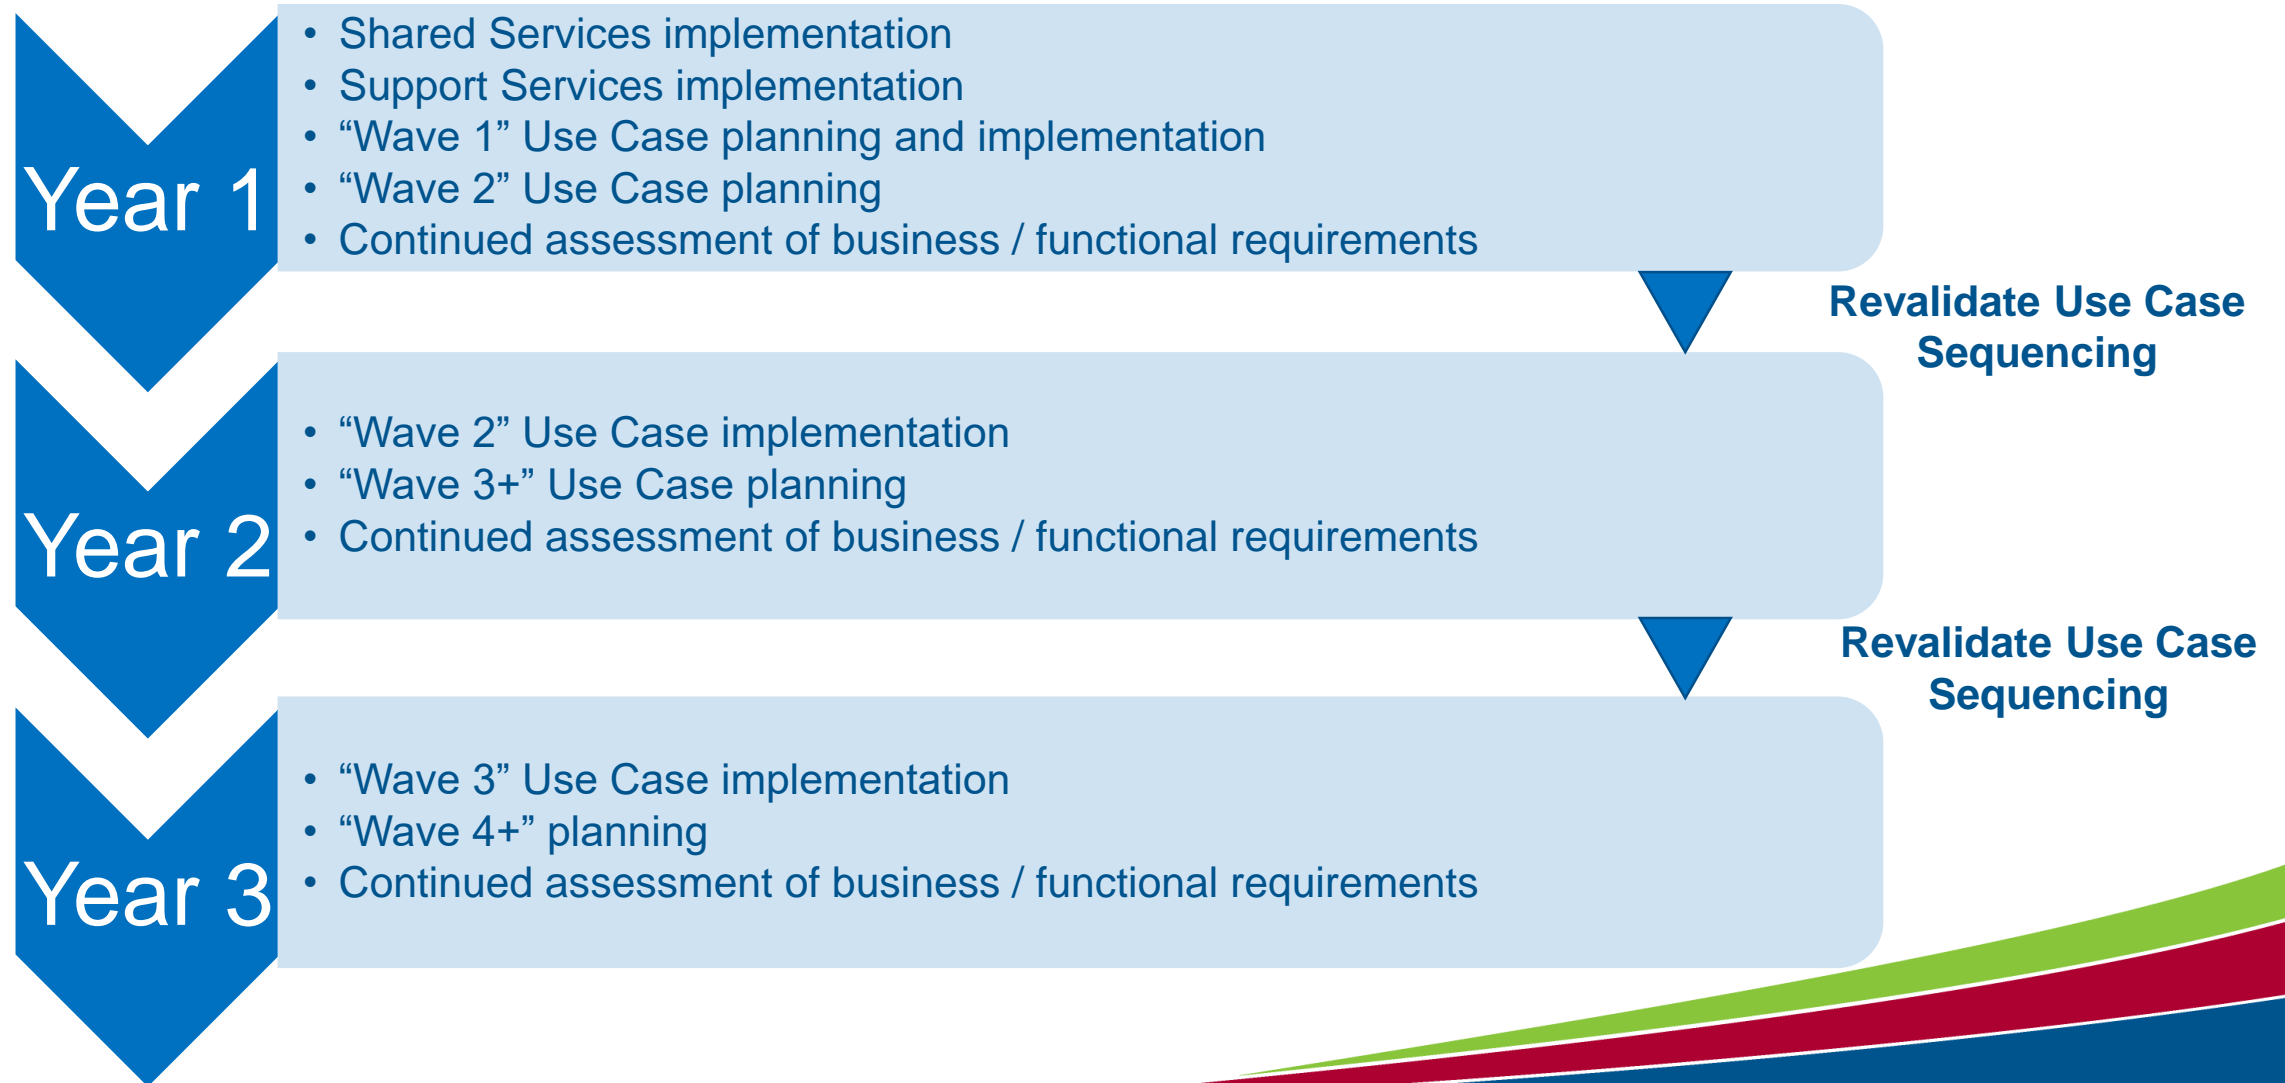 Year 1
• Shared Services implementation
• Support Services implementation
• “Wave 1” Use Case planning and implementation
• “Wave 2” Use Case planning
• Continued assessment of business / functional requirements
Revalidate Use Case
Sequencing
Year 2
• “Wave 2” Use Case implementation
• “Wave 3+” Use Case planning
• Continued assessment of business / functional requirements
Revalidate Use Case
Sequencing
Year 3
• “Wave 3” Use Case implementation
• “Wave 4+” planning
• Continued assessment of business / functional requirements